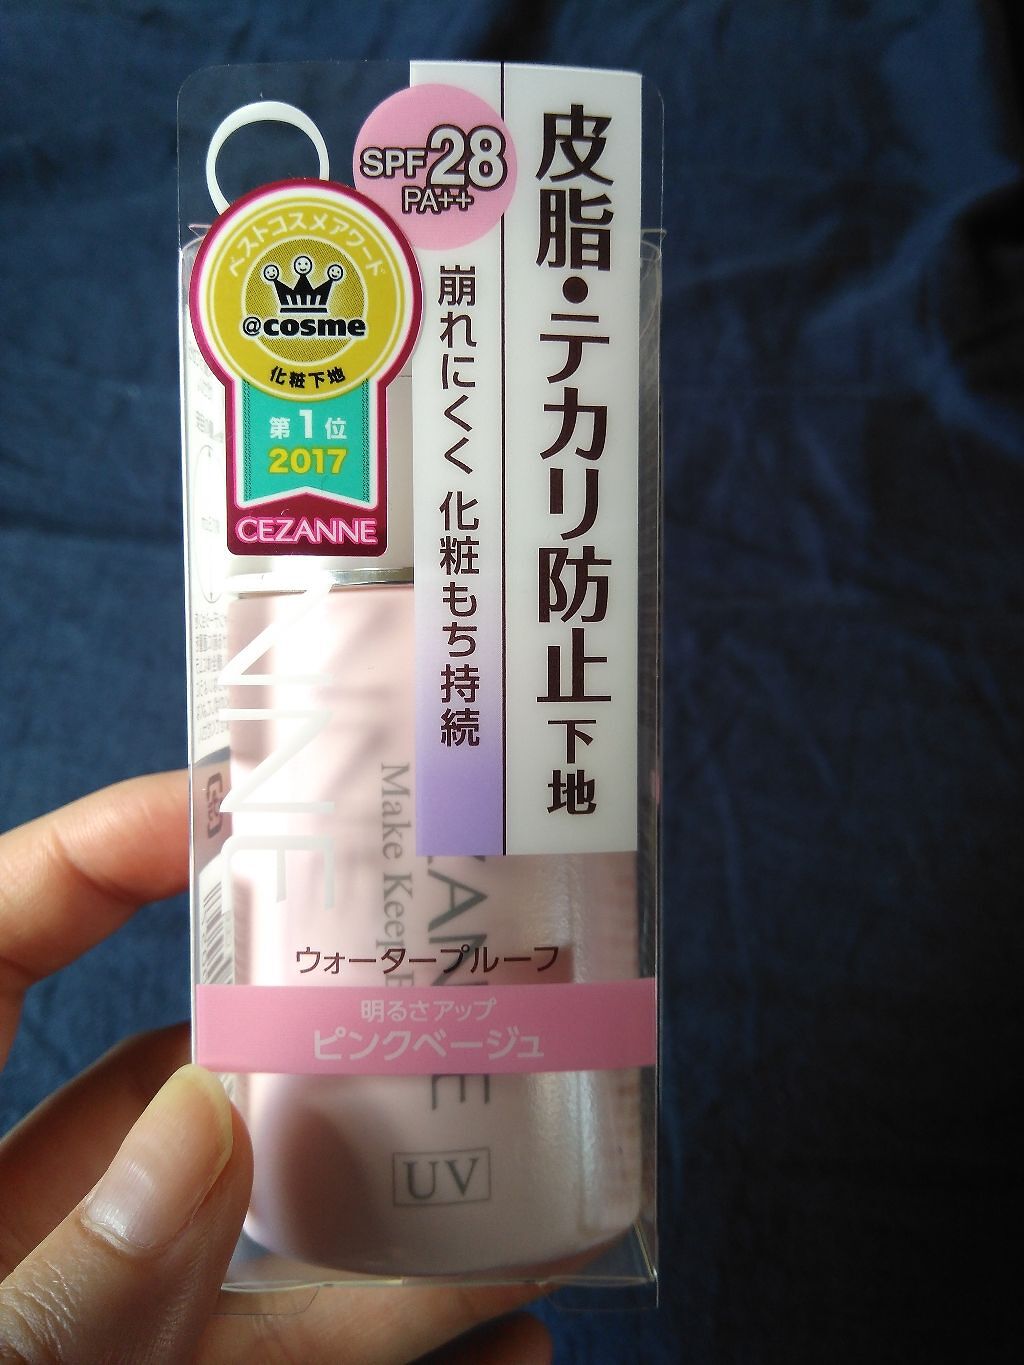 皮脂・テカリ防止下地
崩れにくく 化粧もち持続
SPF28
PA++
ベストコスメアワード
@cosme
化粧下地
第1位
2017
CEZANNE
NNE
ZANNE
Make Keep
ウォータープルーフ
明るさアップ
ピンクベージュ
UV